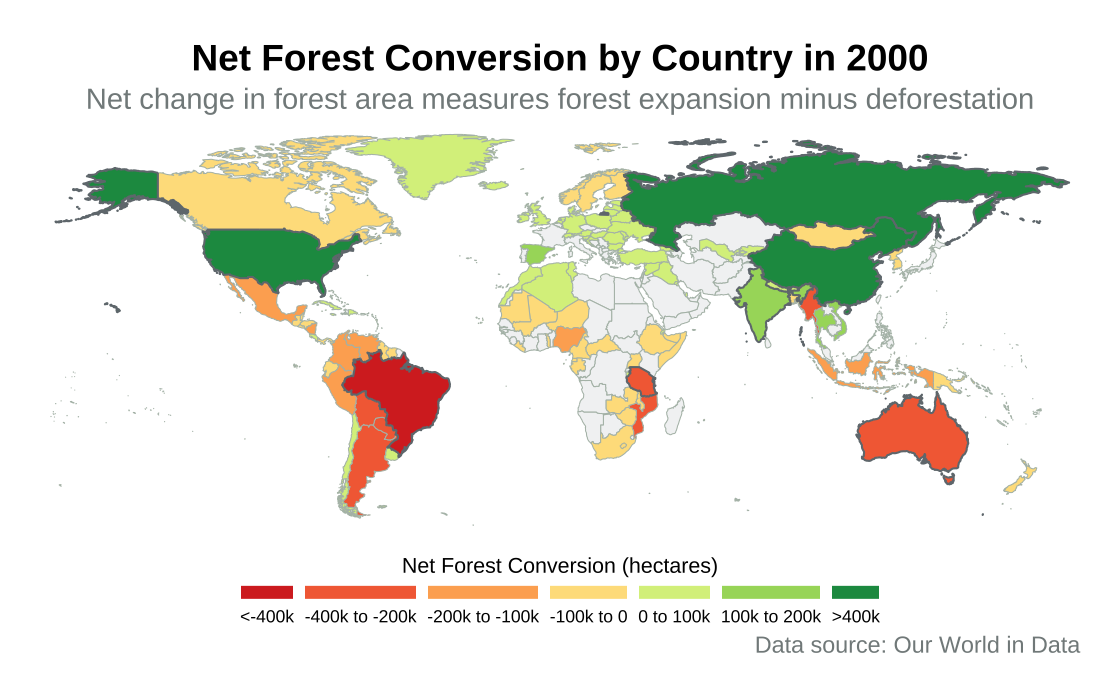 Net Forest Conversion by Country in 2000
Net change in forest area measures forest expansion minus deforestation
Net Forest Conversion (hectares)
<-400k -400k to -200k -200k to -100k -100k to 0 0 to 100k 100k to 200k >400k
Data source: Our World in Data